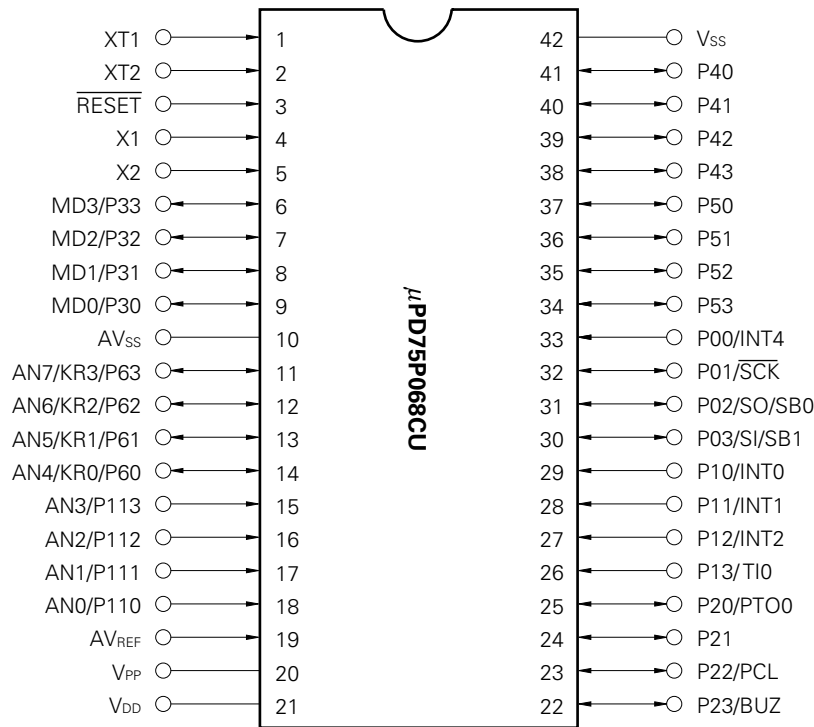 XT1 1 42 Vss
XT2 2 41 P40
RESET 3 40 P41
X1 4 39 P42
X2 5 38 P43
MD3/P33 6 37 P50
MD2/P32 7 36 P51
MD1/P31 8 35 P52
MD0/P30 9 34 P53
AVss 10 33 P00/INT4
AN7/KR3/P63 11 32 P01/SCK
AN6/KR2/P62 12 31 P02/SO/SB0
AN5/KR1/P61 13 30 P03/SI/SB1
AN4/KR0/P60 14 29 P10/INT0
AN3/P113 15 28 P11/INT1
AN2/P112 16 27 P12/INT2
AN1/P111 17 26 P13/TI0
AN0/P110 18 25 P20/PTO0
AVREF 19 24 P21
VPP 20 23 P22/PCL
VDD 21 22 P23/BUZ
μPD75P068CU